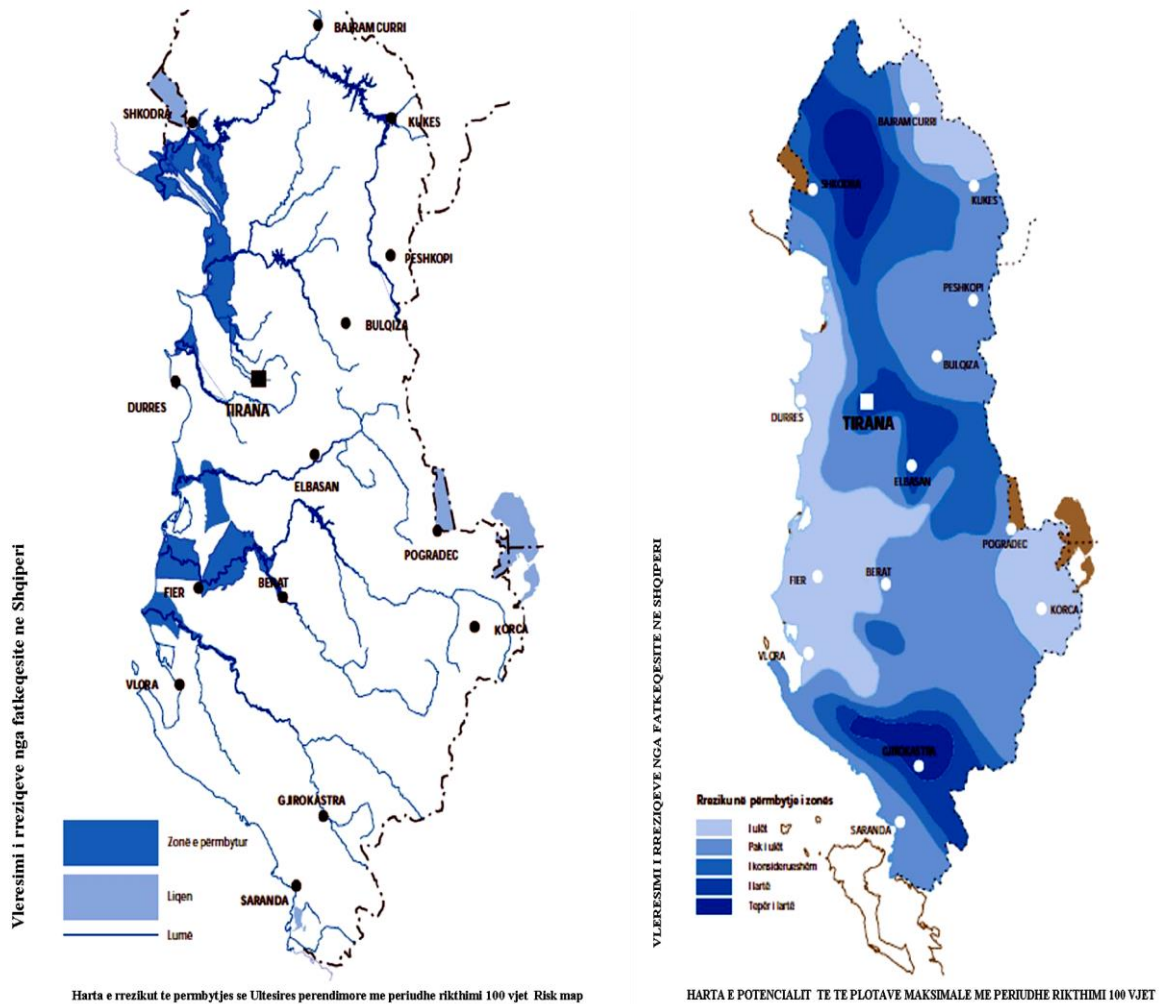 BAJRAM CURRI
SHKODRA
KUKES
PESHKOPI
BULQIZA
DURRES
TIRANA
ELBASAN
POGRADEC
FIER
BERAT
KORCA
VLORA
GJIROKASTRA
SARANDA
Zonë e përmbytur
Liqen
Lumë
Vleresimi i rreziqeve nga fatkeqesite ne Shqiperi
Harta e rrezikut te permbytjes se Ultesires perendimore me periudhe rikthimi 100 vjet Risk map
BAJRAM CURRI
SHKODRA
KUKES
PESHKOPI
BULQIZA
DURRES
TIRANA
ELBASAN
POGRADEC
FIER
BERAT
KORCA
VLORA
GJIROKASTRA
SARANDA
Rreziku në përmbytje i zonës
I ulët
Pak i ulët
I konsiderueshëm
I lartë
Tepër i lartë
VLERESIMI I RREZIQEVE NGA FATKEQESITE NE SHQIPERI
HARTA E POTENCIALIT TE TE PLOTAVE MAKSIMALE ME PERIUDHE RIKTHIMI 100 VJET